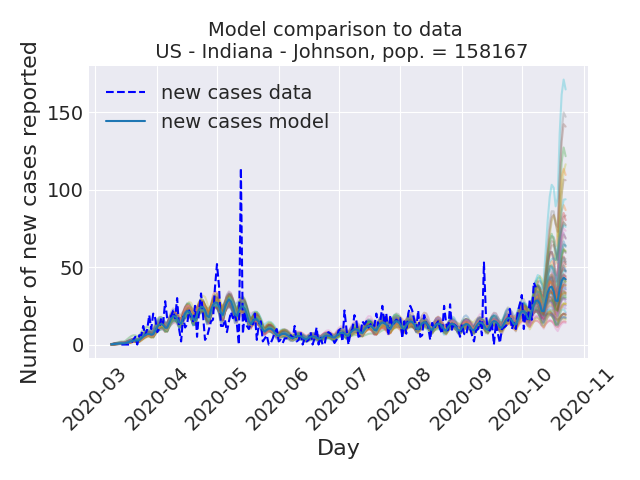 Model comparison to data
US - Indiana - Johnson, pop. = 158167
Number of new cases reported
150
100
50
0
new cases data
new cases model
2020-03
2020-04
2020-05
2020-06
2020-07
2020-08
2020-09
2020-10
2020-11
Day